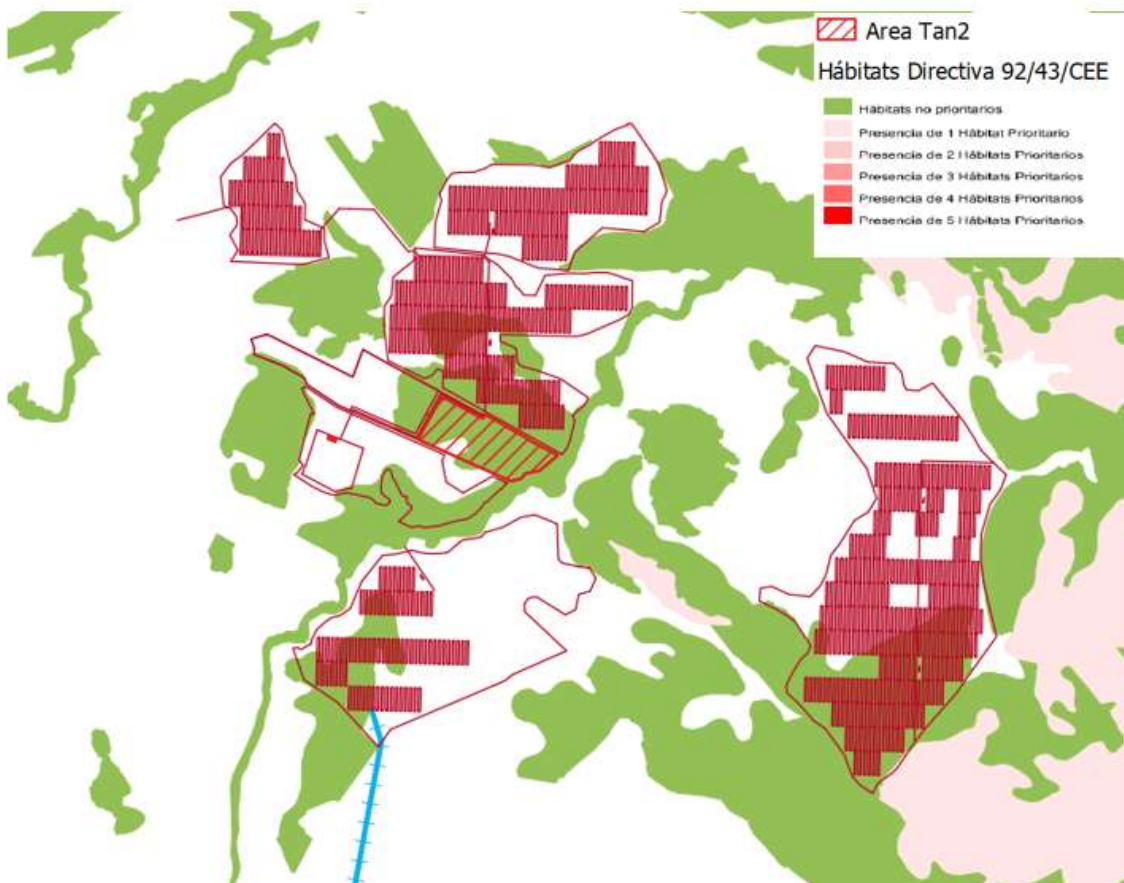 Area Tan2
Hábitats Directiva 92/43/CEE
Hábitats no prioritarios
Presencia de 1 Hábitat Prioritario
Presencia de 2 Hábitats Prioritarios
Presencia de 3 Hábitats Prioritarios
Presencia de 4 Hábitats Prioritarios
Presencia de 5 Hábitats Prioritarios